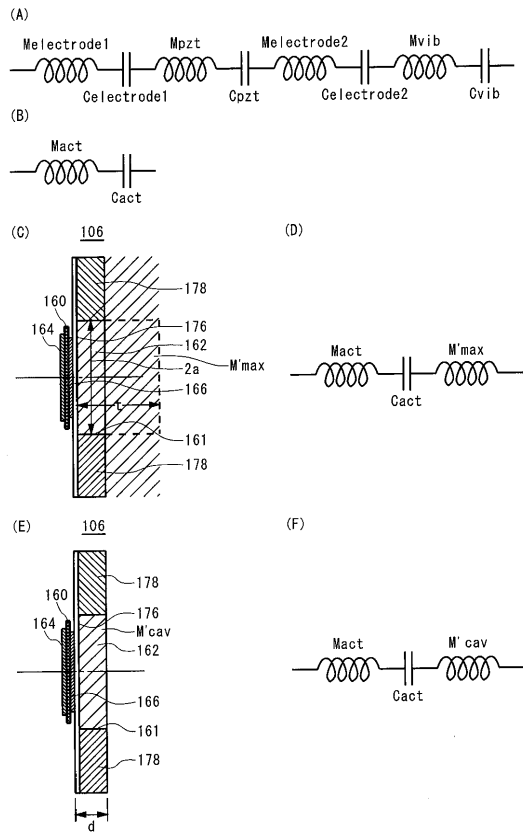 (A)
Melectrode1 Mpzt Melectrode2 Mvib
Celectrode1 Cpzt Celectrode2 Cvib
(B)
Mact
Cact
(C) 106 (D)
178
160
176
164
162
M'max
2a
166
t
161
178
Mact M'max
Cact
(E) 106 (F)
178
160
176
164
M'cav
162
166
161
178
d
Mact M'cav
Cact